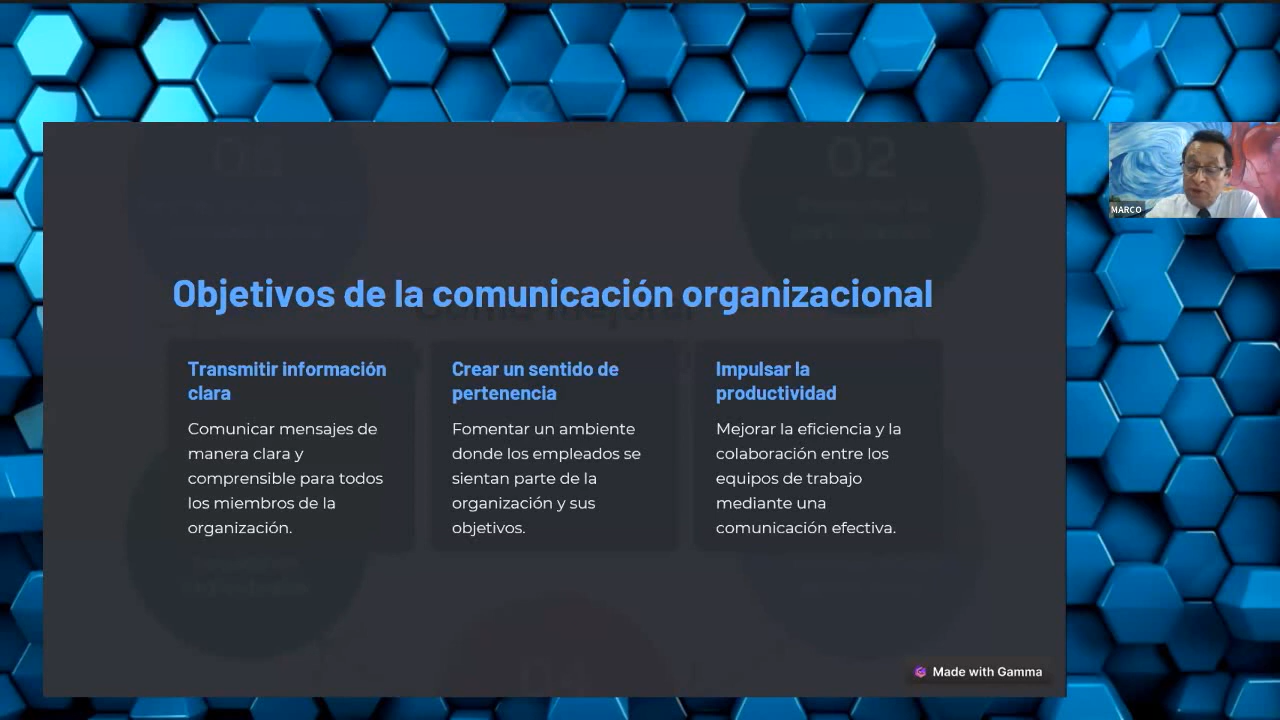 02
Objetivos de la comunicación organizacional
Transmitir información
clara
Comunicar mensajes de
manera clara y
comprensible para todos
los miembros de la
organización.
Crear un sentido de
pertenencia
Fomentar un ambiente
donde los empleados se
sientan parte de la
organización y sus
objetivos.
Impulsar la
productividad
Mejorar la eficiencia y la
colaboración entre los
equipos de trabajo
mediante una
comunicación efectiva.
MARCO
Made with Gamma